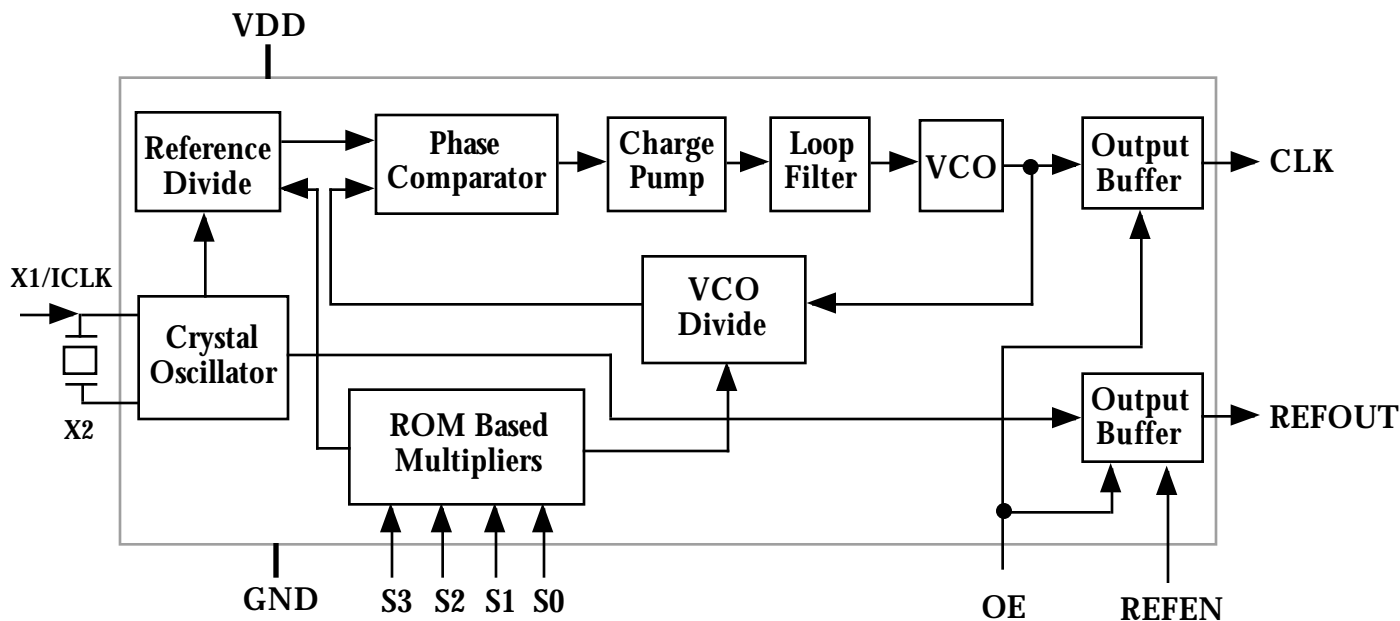 VDD
Reference
Divide
Phase
Comparator
Charge
Pump
Loop
Filter
VCO
Output
Buffer
CLK
X1/ICLK
Crystal
Oscillator
X2
VCO
Divide
ROM Based
Multipliers
Output
Buffer
REFOUT
GND
S3
S2
S1
S0
OE
REFEN